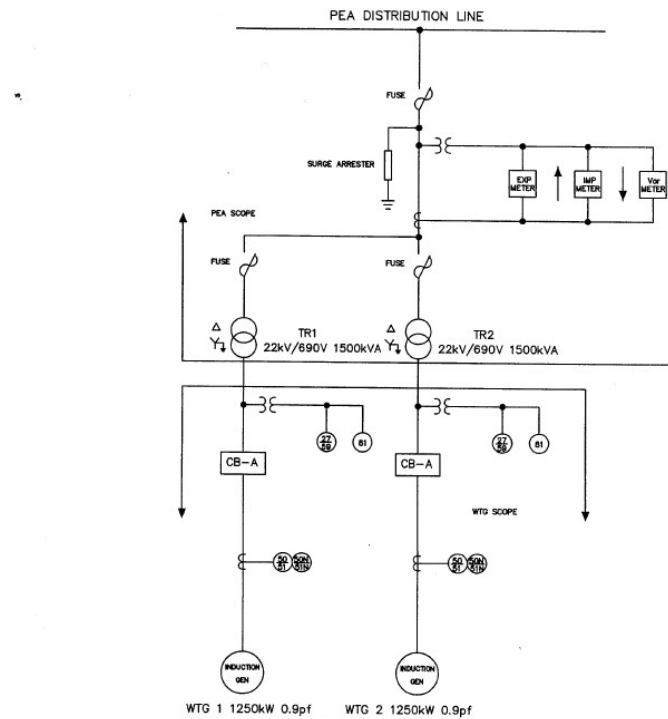 PEA DISTRIBUTION LINE
FUSE
SURGE ARRESTER
EXP
METER
IMP
METER
Var
METER
PEA SCOPE
FUSE
FUSE
TR1
22kV/690V 1500kVA
TR2
22kV/690V 1500kVA
27
59
81
27
59
81
CB-A
CB-A
WTG SCOPE
50
51
50N
51N
50
51
50N
51N
INDUCTION
GEN
INDUCTION
GEN
WTG 1 1250kW 0.9pf
WTG 2 1250kW 0.9pf